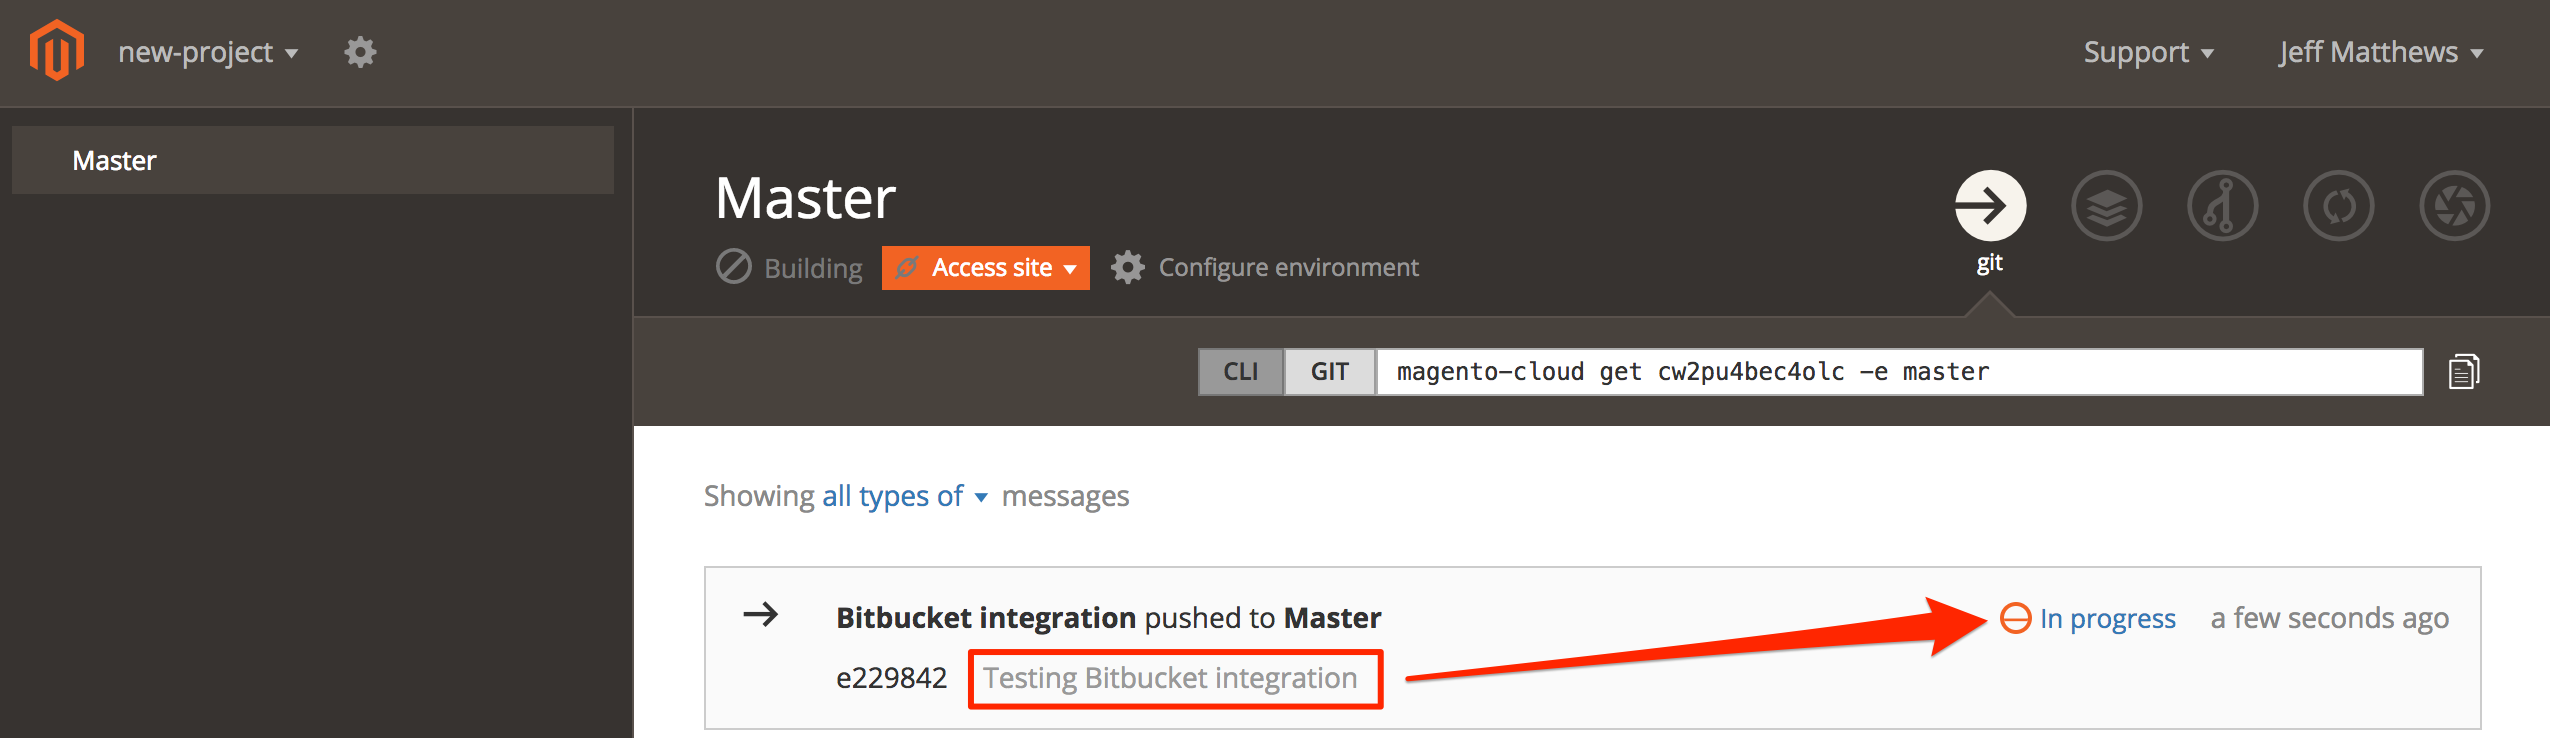 new-project
Support
Jeff Matthews
Master
Master
Building
Access site
Configure environment
git
CLI
GIT
magento-cloud get cw2pu4bec4olc -e master
Showing all types of messages
Bitbucket integration pushed to Master
In progress
a few seconds ago
e229842
Testing Bitbucket integration